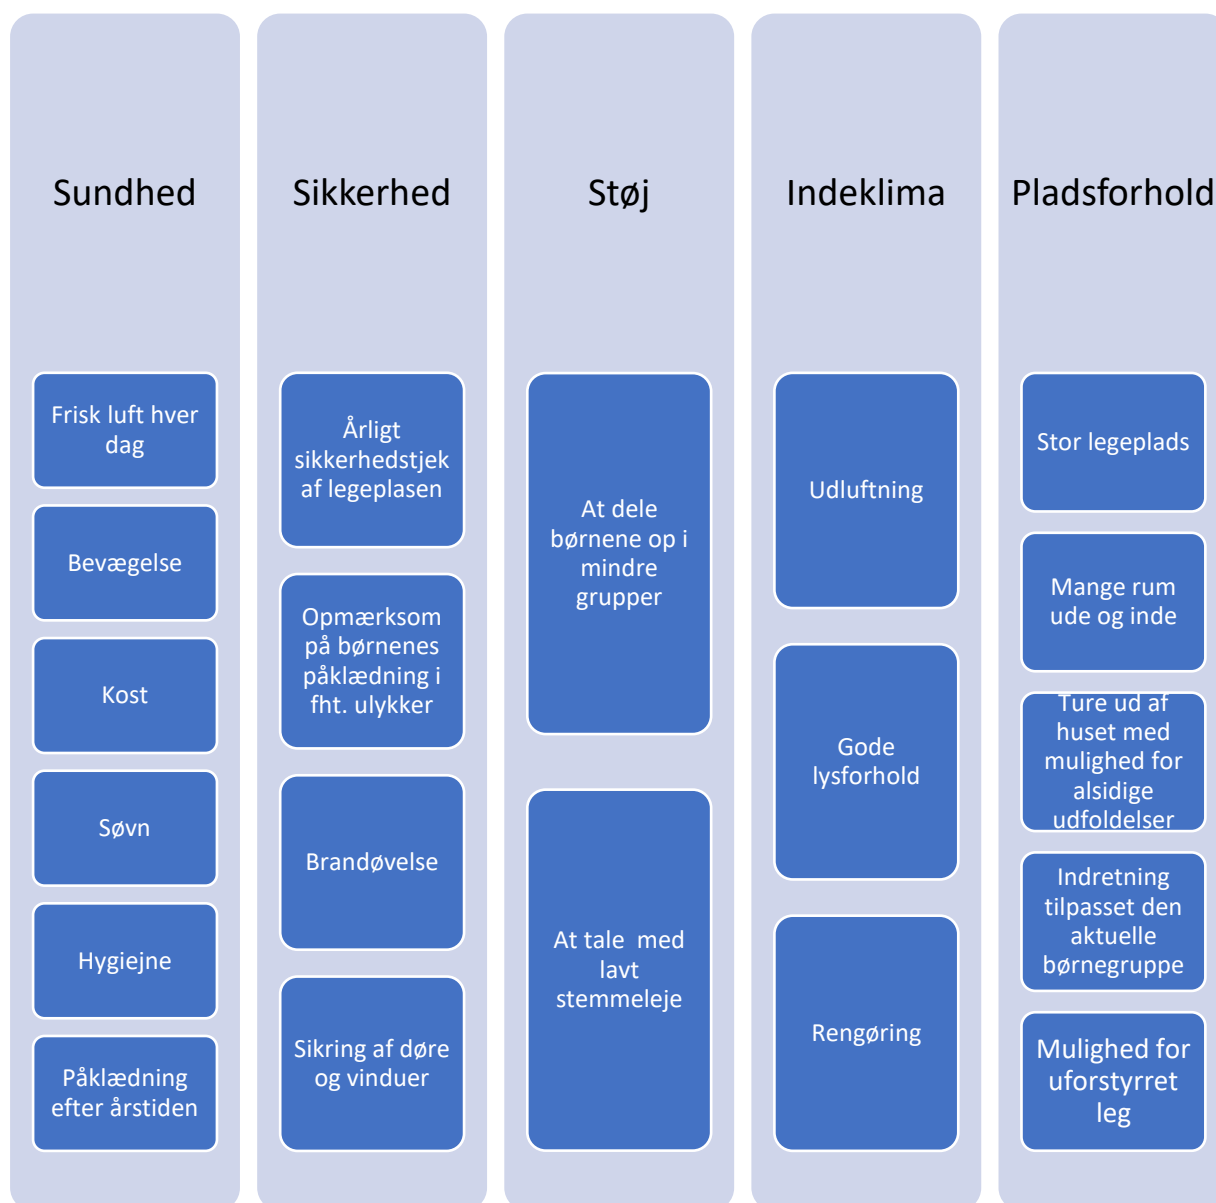 Sundhed
Frisk luft hver
dag
Bevægelse
Kost
Søvn
Hygiejne
Påklædning
efter årstiden
Sikkerhed
Årligt
sikkerhedstjek
af legeplasen
Opmærksom
på børnenes
påklædning i
fht. ulykker
Brandøvelse
Sikring af døre
og vinduer
Støj
At dele
børnene op i
mindre
grupper
At tale  med
lavt
stemmeleje
Indeklima
Udluftning
Gode
lysforhold
Rengøring
Pladsforhold
Stor legeplads
Mange rum
ude og inde
Ture ud af
huset med
mulighed for
alsidige
udfoldelser
Indretning
tilpasset den
aktuelle
børnegruppe
Mulighed for
uforstyrret
leg